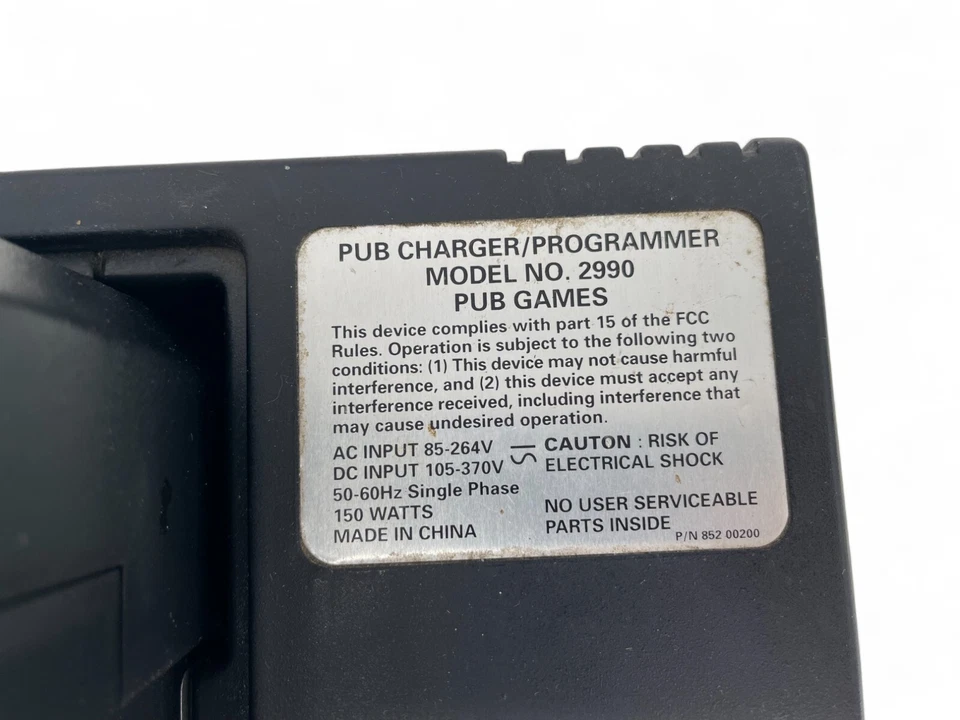 PUB CHARGER/PROGRAMMER
MODEL NO. 2990
PUB GAMES
This device complies with part 15 of the FCC
Rules. Operation is subject to the following two
conditions: (1) This device may not cause harmful
interference, and (2) this device must accept any
interference received, including interference that
may cause undesired operation.
AC INPUT 85-264V
DC INPUT 105-370V
50-60Hz Single Phase
150 WATTS
MADE IN CHINA
CAUTON : RISK OF
ELECTRICAL SHOCK
NO USER SERVICEABLE
PARTS INSIDE
P/N 852 00200